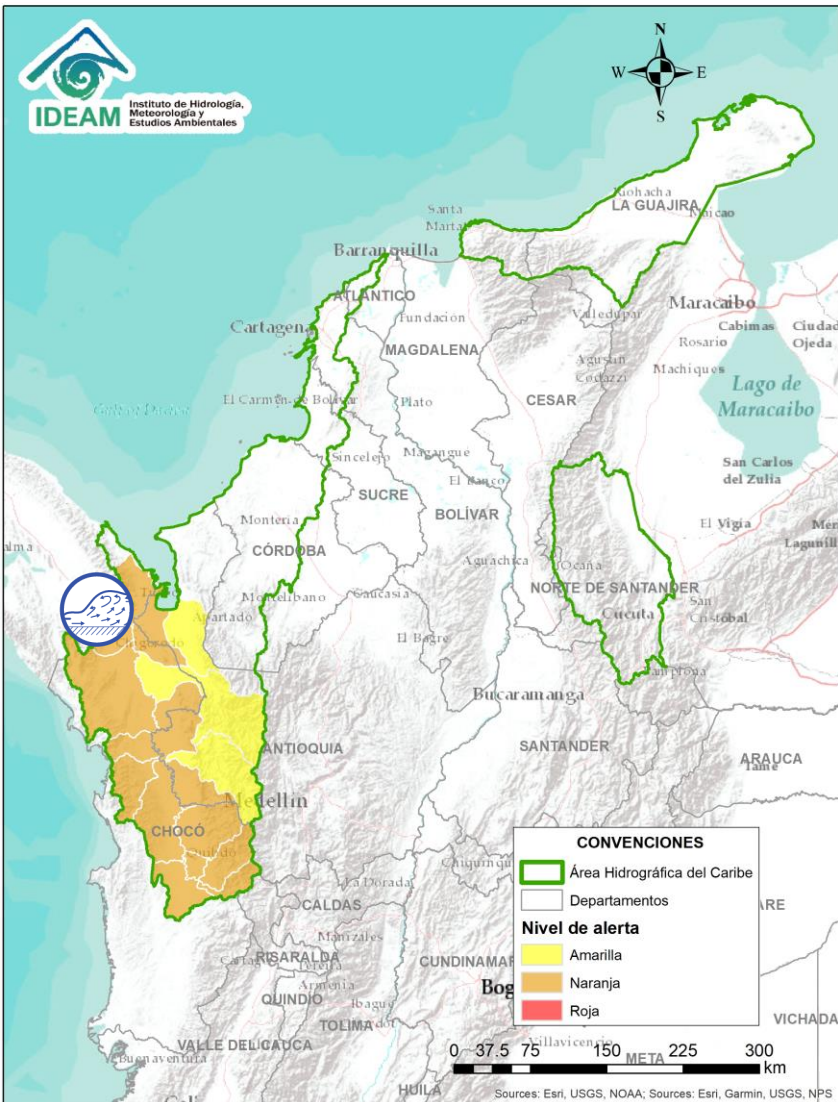 IDEAM
Instituto de Hidrología,
Meteorología y
Estudios Ambientales
N
W
E
S
Riohacha
LA GUAJIRA
Maicao
Santa
Marta
Barranquilla
ATLÁNTICO
Maracaibo
Cartagena
Fundación
Valledupar
Cabimas
Ciudad
Ojeda
MAGDALENA
Rosario
Agustín
Codazzi
Machiques
El Carmen de Bolívar
Plato
CESAR
Lago de
Maracaibo
Sincelejo
Magangué
San Carlos
del Zulia
SUCRE
El Banco
Montería
BOLÍVAR
El Vigía
CÓRDOBA
Aguachica
Ocaña
Montelíbano
Caucasia
NORTE DE SANTANDER
Apartadó
San
Cristóbal
Cúcuta
El Bagre
Chigorodó
Pamplona
Bucaramanga
ANTIOQUIA
SANTANDER
ARAUCA
Tame
Medellín
CHOCÓ
Quibdó
La Dorada
CALDAS
Manizales
RISARALDA
Pereira
Armenia
QUINDÍO
Ibagué
TOLIMA
VALLE DEL CAUCA
Buenaventura
Villavicencio
META
VICHADA
HUILA
CONVENCIONES
Área Hidrográfica del Caribe
Departamentos
Nivel de alerta
Amarilla
Naranja
Roja
0 37.5 75 150 225 300
km
Sources: Esri, USGS, NOAA; Sources: Esri, Garmin, USGS, NPS